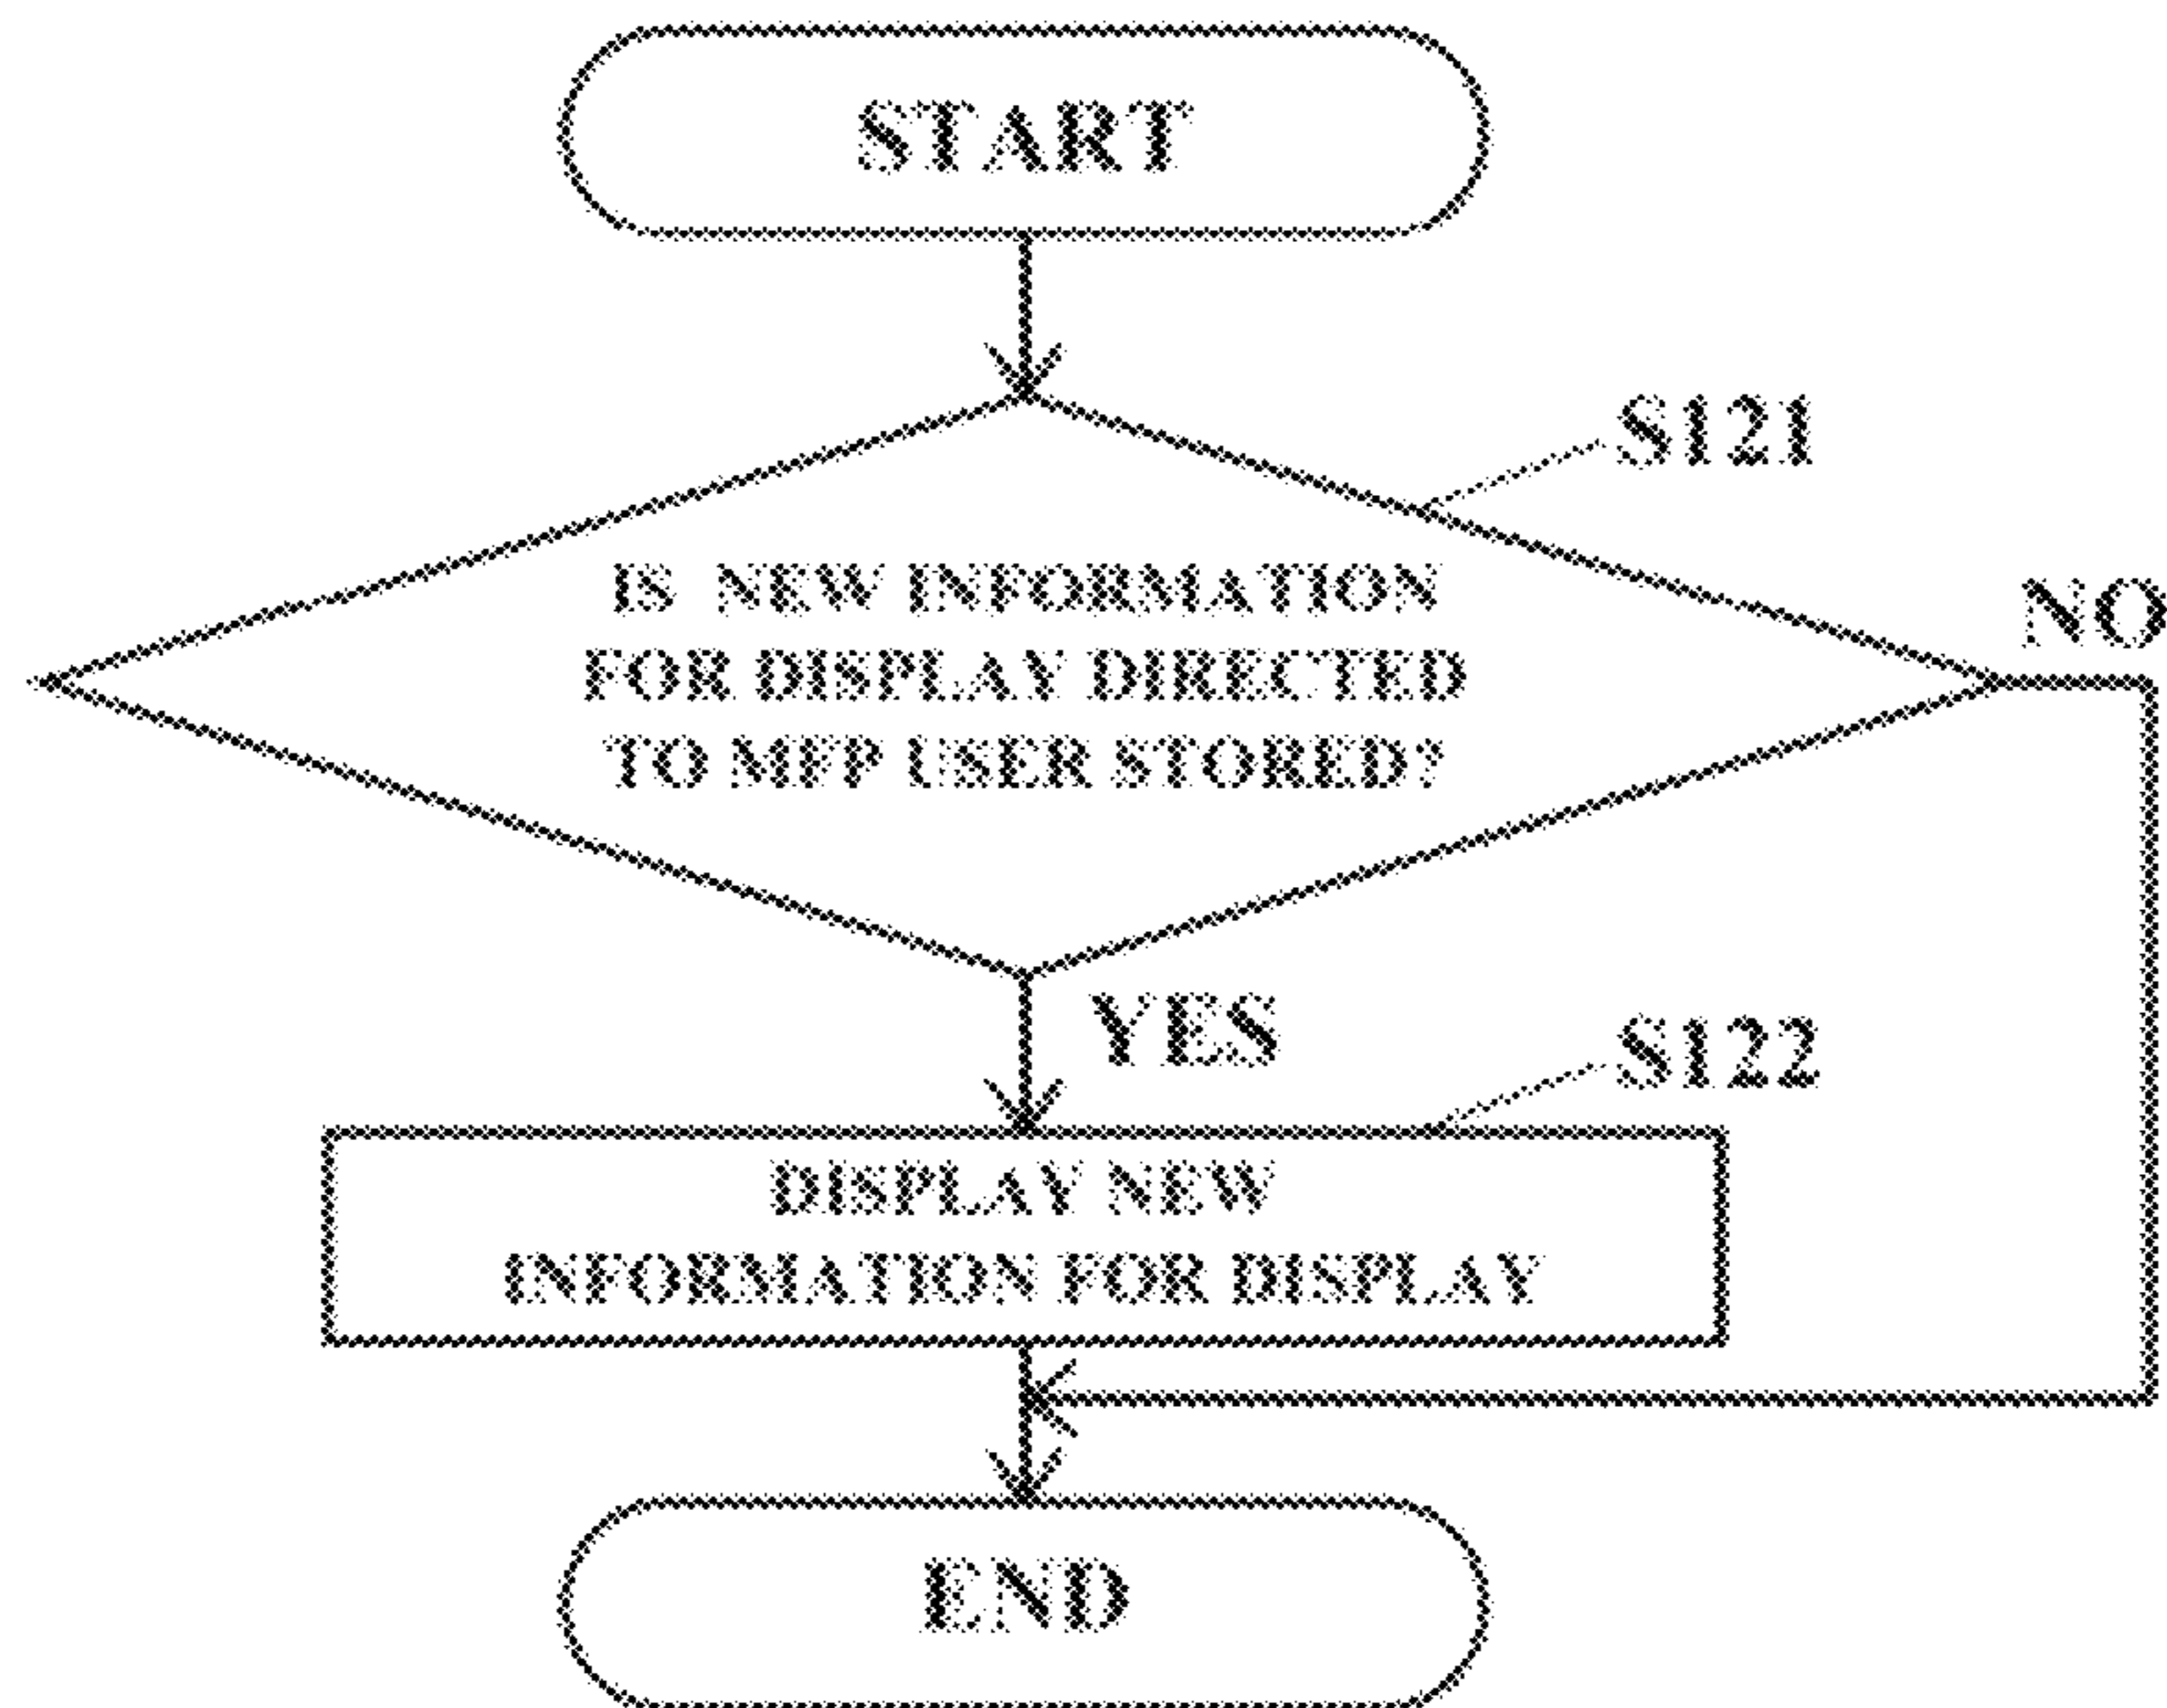 START
S121
IS NEW INFORMATION
FOR DISPLAY DIRECTED
TO MFP USER STORED?
NO
YES
S122
DISPLAY NEW
INFORMATION FOR DISPLAY
END